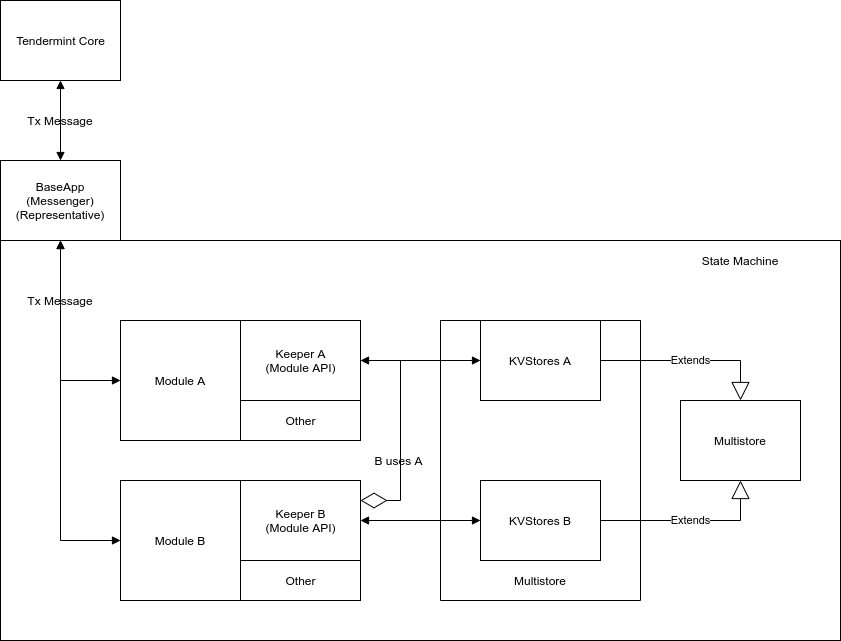 Tendermint Core
Tx Message
BaseApp
(Messenger)
(Representative)
State Machine
Tx Message
Module A
Keeper A
(Module API)
Other
KVStores A
Extends
Multistore
B uses A
Module B
Keeper B
(Module API)
Other
KVStores B
Extends
Multistore